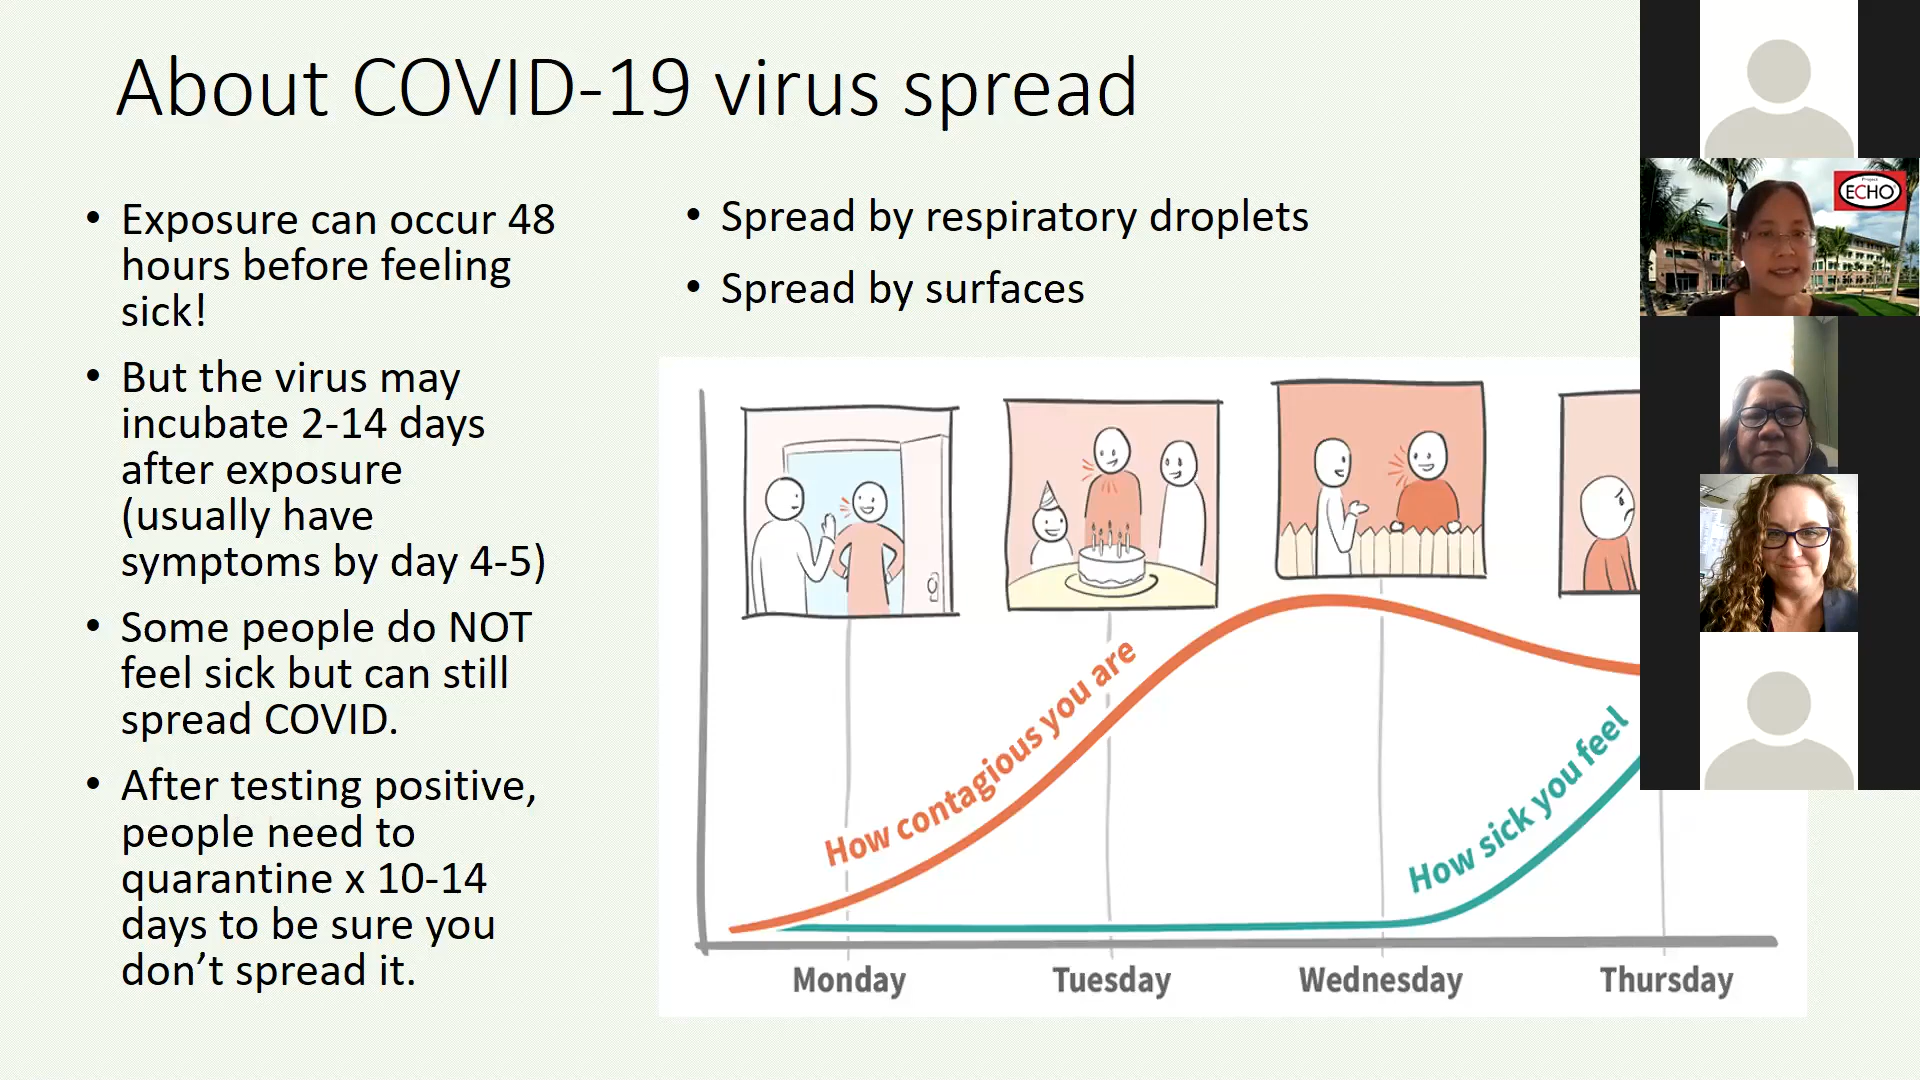 About COVID-19 virus spread
• Exposure can occur 48
hours before feeling
sick!
• But the virus may
incubate 2-14 days
after exposure
(usually have
symptoms by day 4-5)
• Some people do NOT
feel sick but can still
spread COVID.
• After testing positive,
people need to
quarantine x 10-14
days to be sure you
don’t spread it.
• Spread by respiratory droplets
• Spread by surfaces
How contagious you are
How sick you feel
Monday
Tuesday
Wednesday
Thursday
Project
ECHO